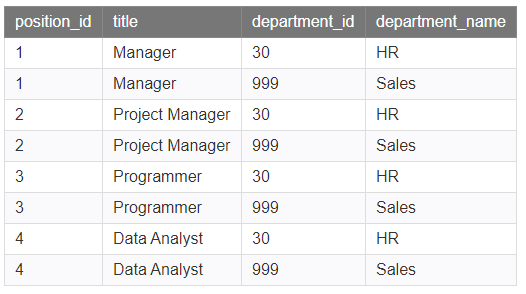 position_id title department_id department_name
1 Manager 30 HR
1 Manager 999 Sales
2 Project Manager 30 HR
2 Project Manager 999 Sales
3 Programmer 30 HR
3 Programmer 999 Sales
4 Data Analyst 30 HR
4 Data Analyst 999 Sales